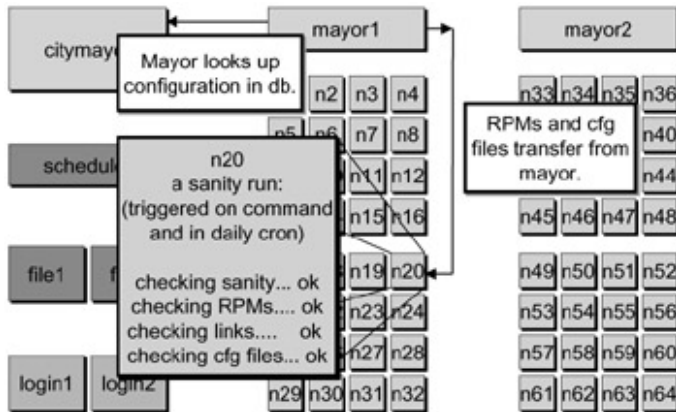 citymayo
mayor1
mayor2
Mayor looks up
configuration in db.
n2 n3 n4
n33 n34 n35 n36
n5 n6 n7 n8
n40
RPMs and cfg
files transfer from
mayor.
schedule
n20
a sanity run:
(triggered on command
and in daily cron)
checking sanity... ok
checking RPMs.... ok
checking links.... ok
checking cfg files... ok
n11 n12
n44
n15 n16
n45 n46 n47 n48
file1 f
n19 n20
n49 n50 n51 n52
n23 n24
n53 n54 n55 n56
n27 n28
n57 n58 n59 n60
login1 login2
n29 n30 n31 n32
n61 n62 n63 n64